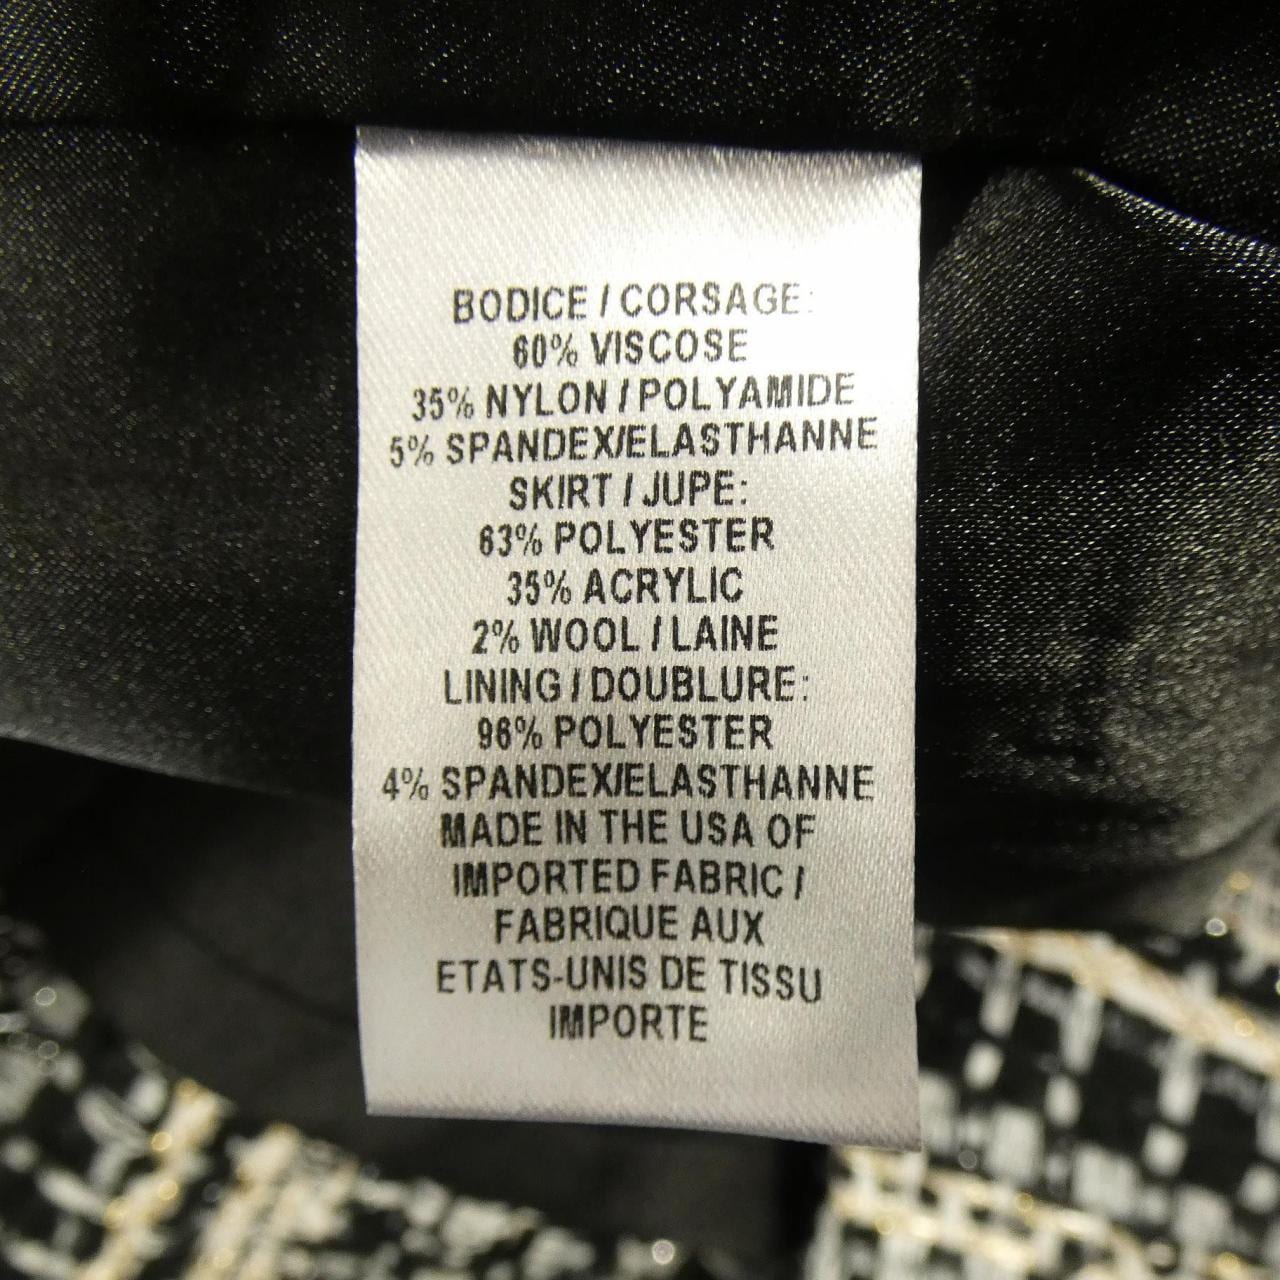 BODICE / CORSAGE:
60% VISCOSE
35% NYLON / POLYAMIDE
5% SPANDEX/ELASTHANNE
SKIRT / JUPE:
63% POLYESTER
35% ACRYLIC
2% WOOL / LAINE
LINING / DOUBLURE:
96% POLYESTER
4% SPANDEX/ELASTHANNE
MADE IN THE USA OF
IMPORTED FABRIC /
FABRIQUE AUX
ETATS-UNIS DE TISSU
IMPORTE